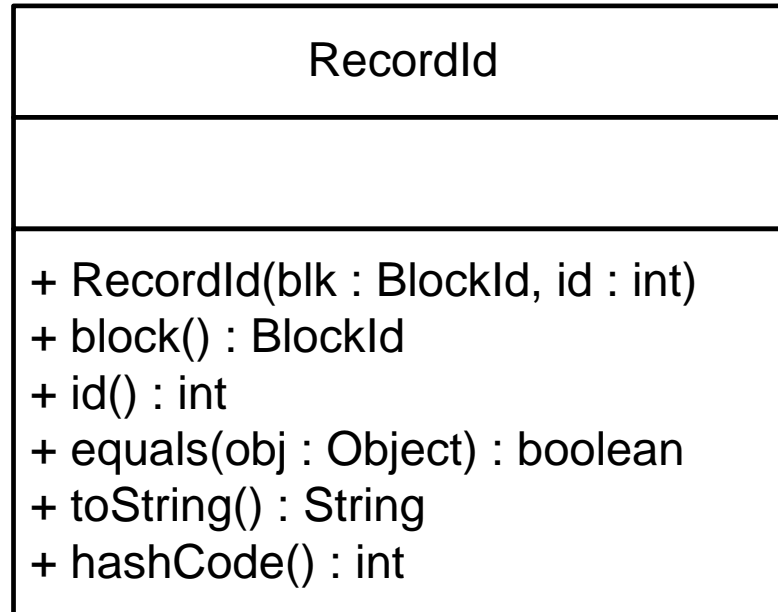 RecordId
+ RecordId(blk : BlockId, id : int)
+ block() : BlockId
+ id() : int
+ equals(obj : Object) : boolean
+ toString() : String
+ hashCode() : int